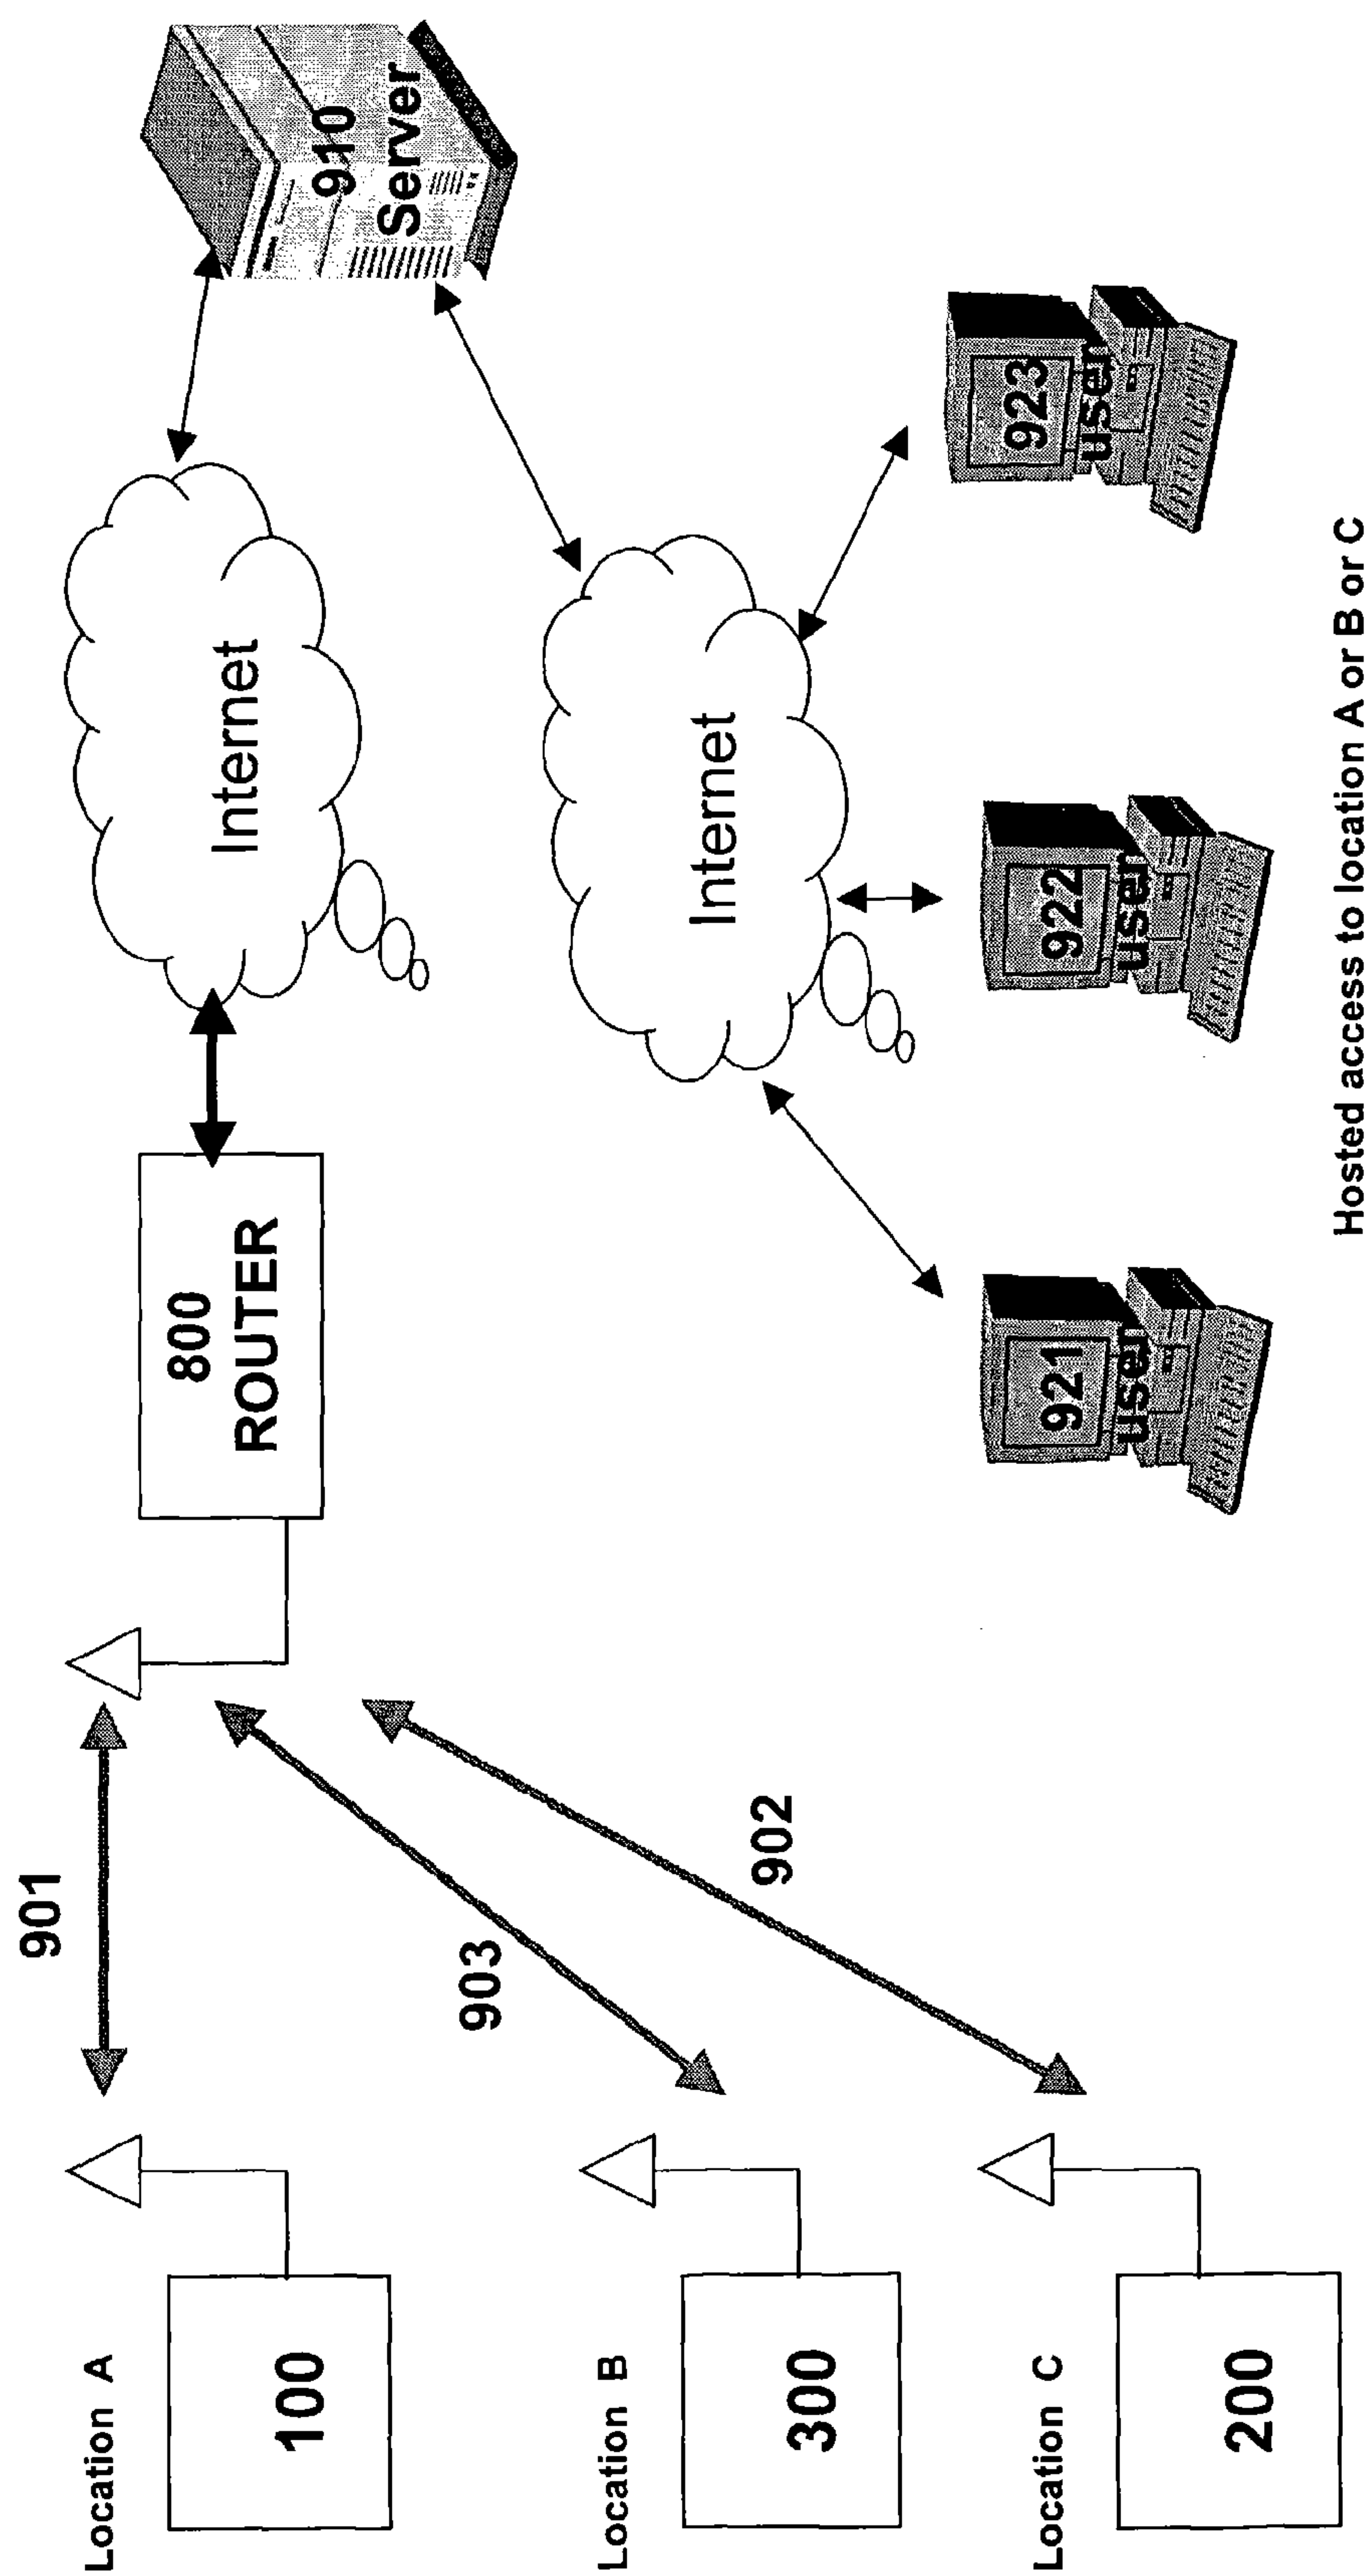 Location A
100
901
800
ROUTER
Internet
910
Server
Location B
300
903
Internet
Location C
200
902
921
user
922
user
923
user
Hosted access to location A or B or C